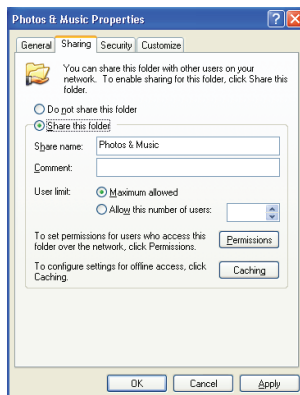 Photos & Music Properties
General Sharing Security Customize
You can share this folder with other users on your
network. To enable sharing for this folder, click Share this
folder.
Do not share this folder
Share this folder
Share name: Photos & Music
Comment:
User limit: Maximum allowed
Allow this number of users:
To set permissions for users who access this
folder over the network, click Permissions.
Permissions
To configure settings for offline access, click
Caching.
Caching
OK Cancel Apply